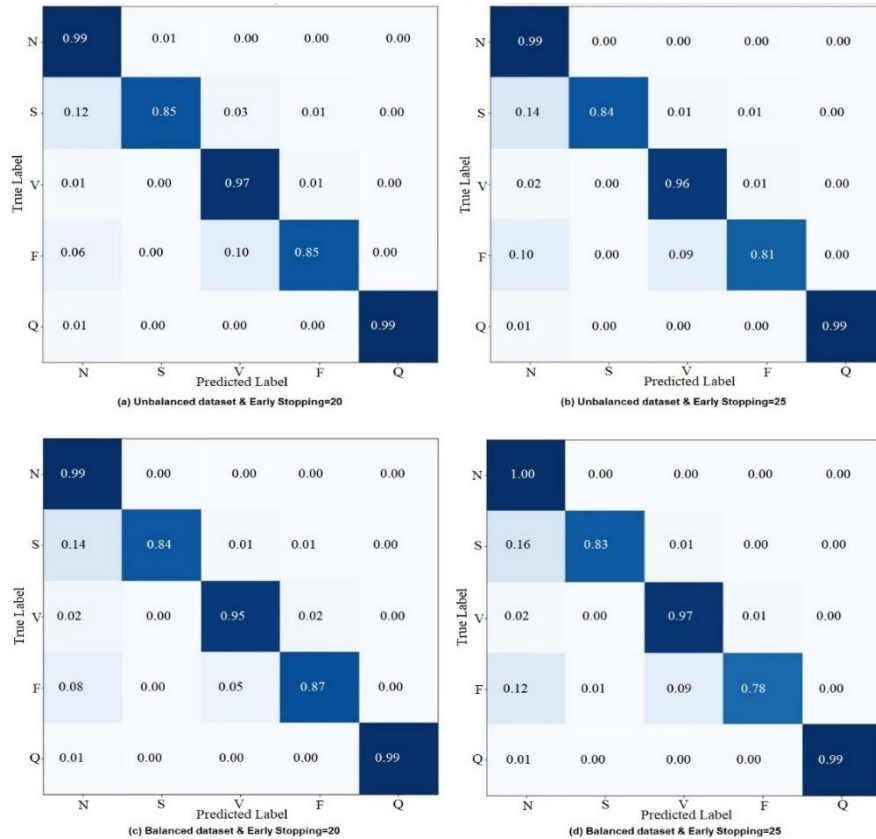 N 0.99 0.01 0.00 0.00 0.00
S 0.12 0.85 0.03 0.01 0.00
V 0.01 0.00 0.97 0.01 0.00
F 0.06 0.00 0.10 0.85 0.00
Q 0.01 0.00 0.00 0.00 0.99
True Label
N S V F Q
Predicted Label
(a) Unbalanced dataset & Early Stopping=20
N 0.99 0.00 0.00 0.00 0.00
S 0.14 0.84 0.01 0.01 0.00
V 0.02 0.00 0.96 0.01 0.00
F 0.10 0.00 0.09 0.81 0.00
Q 0.01 0.00 0.00 0.00 0.99
True Label
N S V F Q
Predicted Label
(b) Unbalanced dataset & Early Stopping=25
N 0.99 0.00 0.00 0.00 0.00
S 0.14 0.84 0.01 0.01 0.00
V 0.02 0.00 0.95 0.02 0.00
F 0.08 0.00 0.05 0.87 0.00
Q 0.01 0.00 0.00 0.00 0.99
True Label
N S V F Q
Predicted Label
(c) Balanced dataset & Early Stopping=20
N 1.00 0.00 0.00 0.00 0.00
S 0.16 0.83 0.01 0.00 0.00
V 0.02 0.00 0.97 0.01 0.00
F 0.12 0.01 0.09 0.78 0.00
Q 0.01 0.00 0.00 0.00 0.99
True Label
N S V F Q
Predicted Label
(d) Balanced dataset & Early Stopping=25